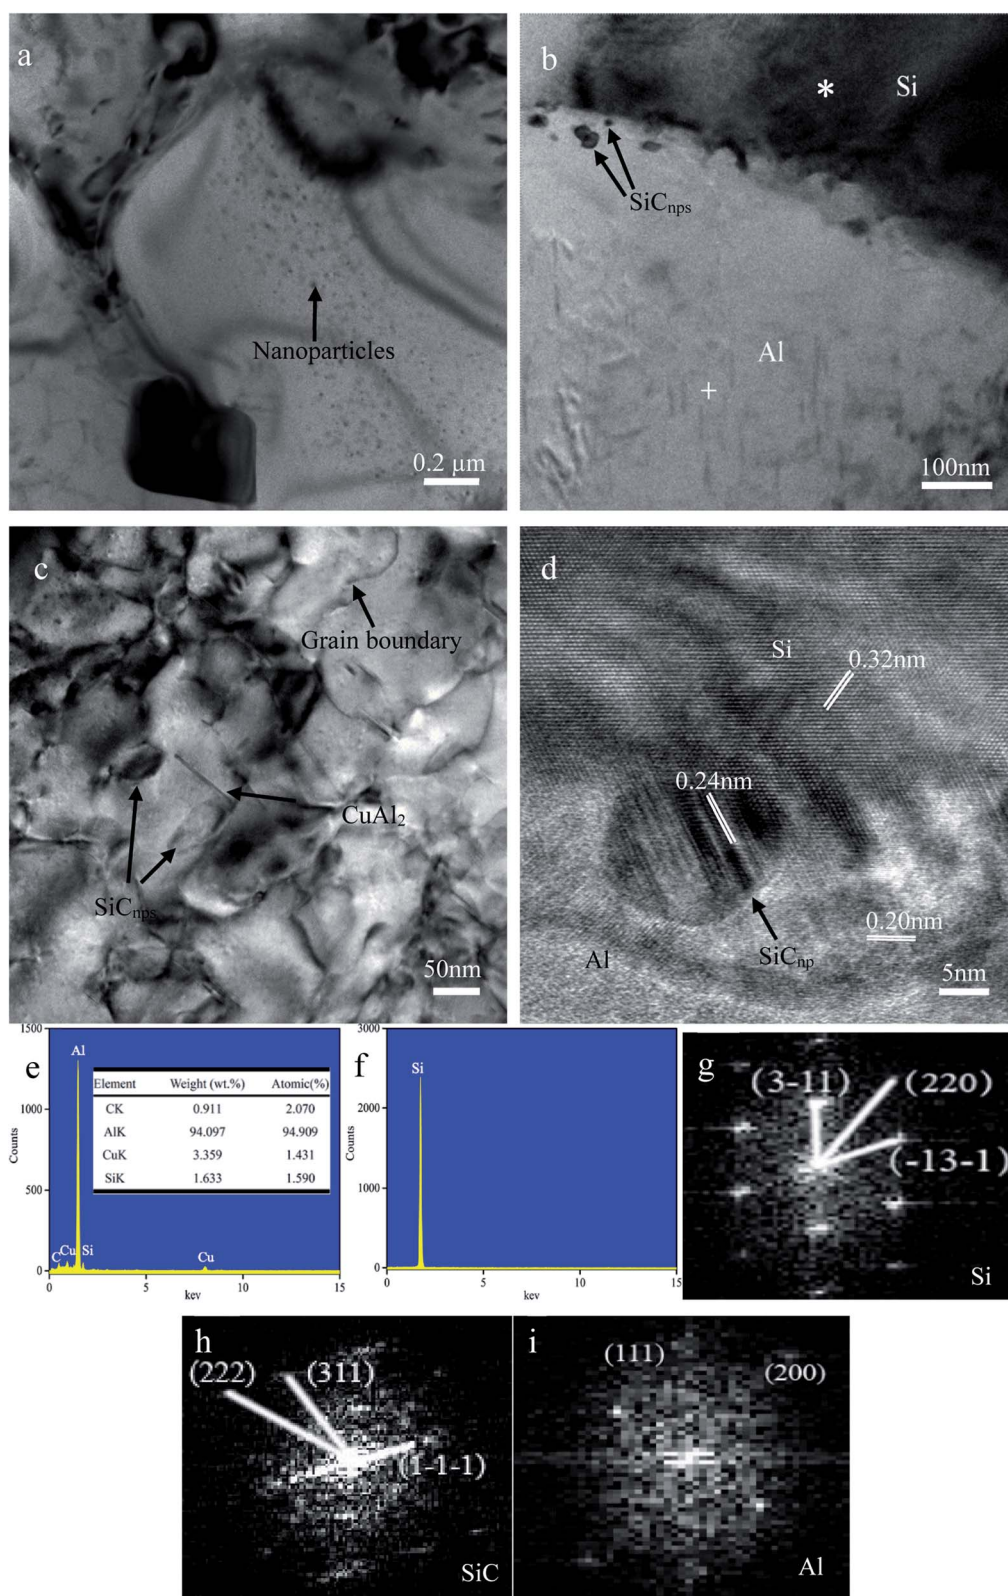 a
Nanoparticles
0.2 µm
b
*
Si
SiCnps
Al
+
100nm
c
Grain boundary
CuAl2
SiCnps
50nm
d
Si
0.32nm
0.24nm
0.20nm
Al
SiCnp
5nm
e
1500
1000
500
0
Counts
Al
Element Weight (wt.%) Atomic(%)
CK 0.911 2.070
AlK 94.097 94.909
CuK 3.359 1.431
SiK 1.633 1.590
C Cu Si Cu
0 5 10 15
kev
f
3000
2000
1000
0
Counts
Si
0 5 10 15
kev
g
(3-11)
(220)
(-13-1)
Si
h
(222)
(311)
(1-1-1)
SiC
i
(111)
(200)
Al